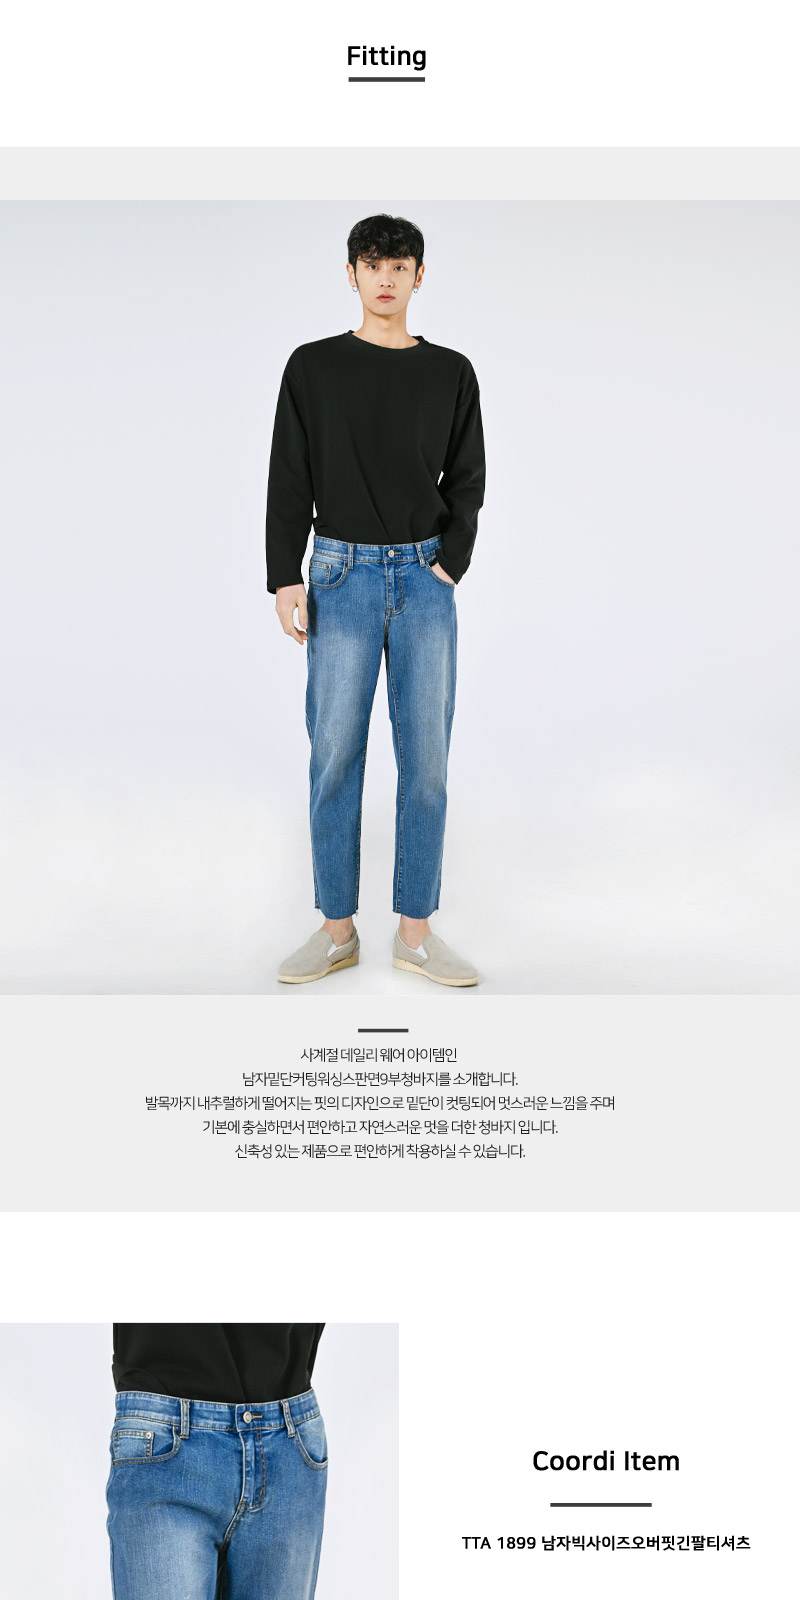 Fitting
사계절 데일리 웨어 아이템인
남자밑단커팅워싱스판면9부청바지를 소개합니다.
발목까지 내추럴하게 떨어지는 핏의 디자인으로 밑단이 컷팅되어 멋스러운 느낌을 주며
기본에 충실하면서 편안하고 자연스러운 멋을 더한 청바지 입니다.
신축성 있는 제품으로 편안하게 착용하실 수 있습니다.
Coordi Item
TTA 1899 남자빅사이즈오버핏긴팔티셔츠